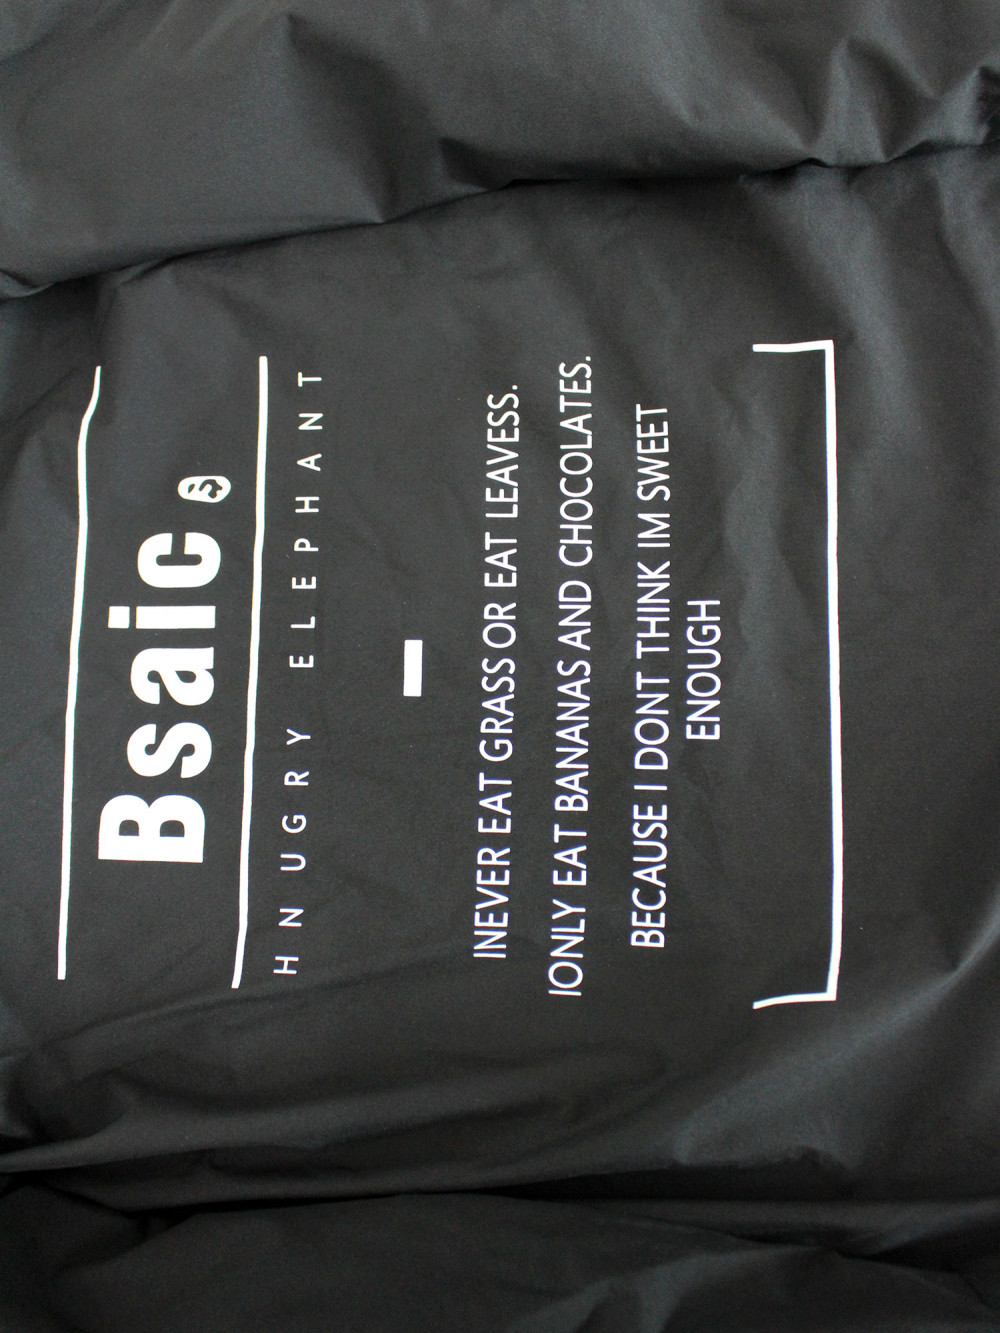 Bsaic
HNUGRY ELEPHANT
INEVER EAT GRASS OR EAT LEAVESS.
IONLY EAT BANANAS AND CHOCOLATES.
BECAUSE I DONT THINK IM SWEET
ENOUGH